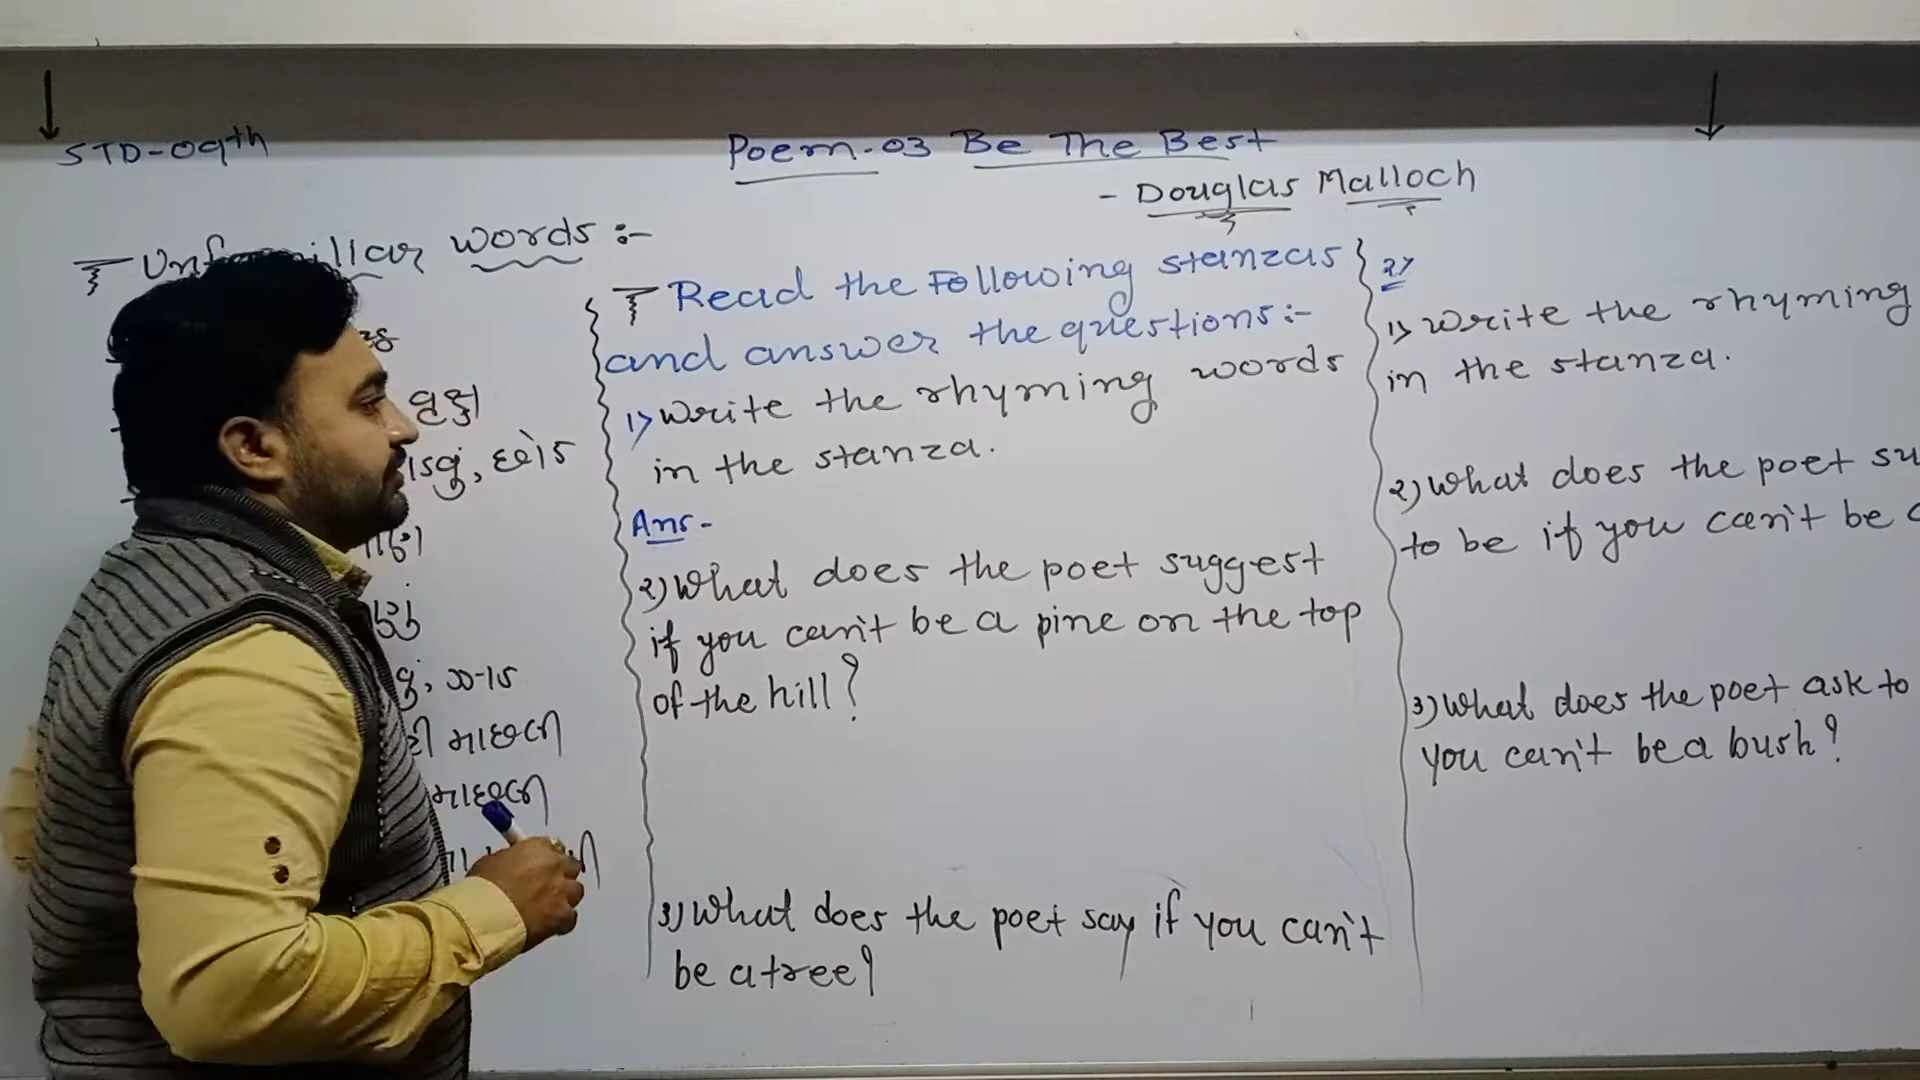 STD-09th
Poem-03 Be The Best
- Douglas Malloch
words :-
વૃક્ષ
Read the Following stanzas
and answer the questions:-
1) Write the rhyming words
in the stanza.
Ans-
2) What does the poet suggest
if you can't be a pine on the top
of the hill?
3) What does the poet say if you can't
be a tree?
માછલી
માછલી
2)
1) Write the rhyming
in the stanza.
2) What does the poet su
to be if you can't be a
3) What does the poet ask to
you can't be a bush?